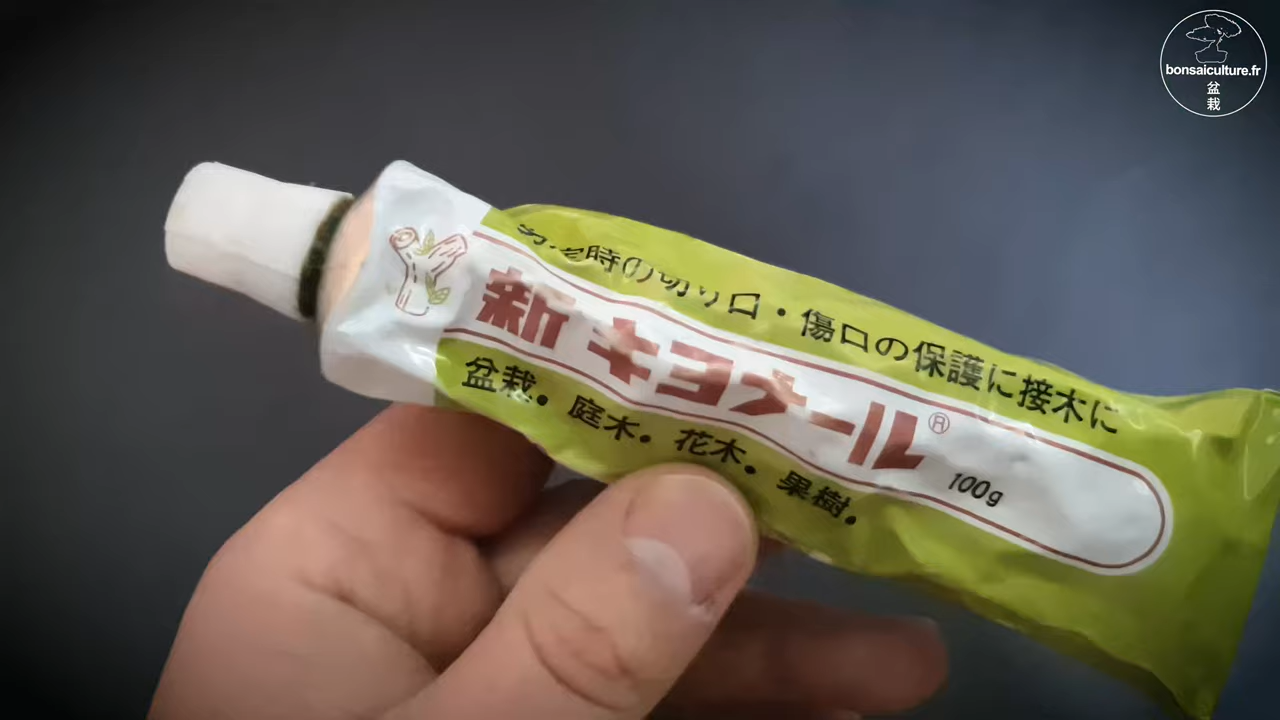 bonsaiculture.fr
盆
栽
時の切り口・傷口の保護に接木に
新キヨナール®
100g
盆栽。庭木。花木。果樹。